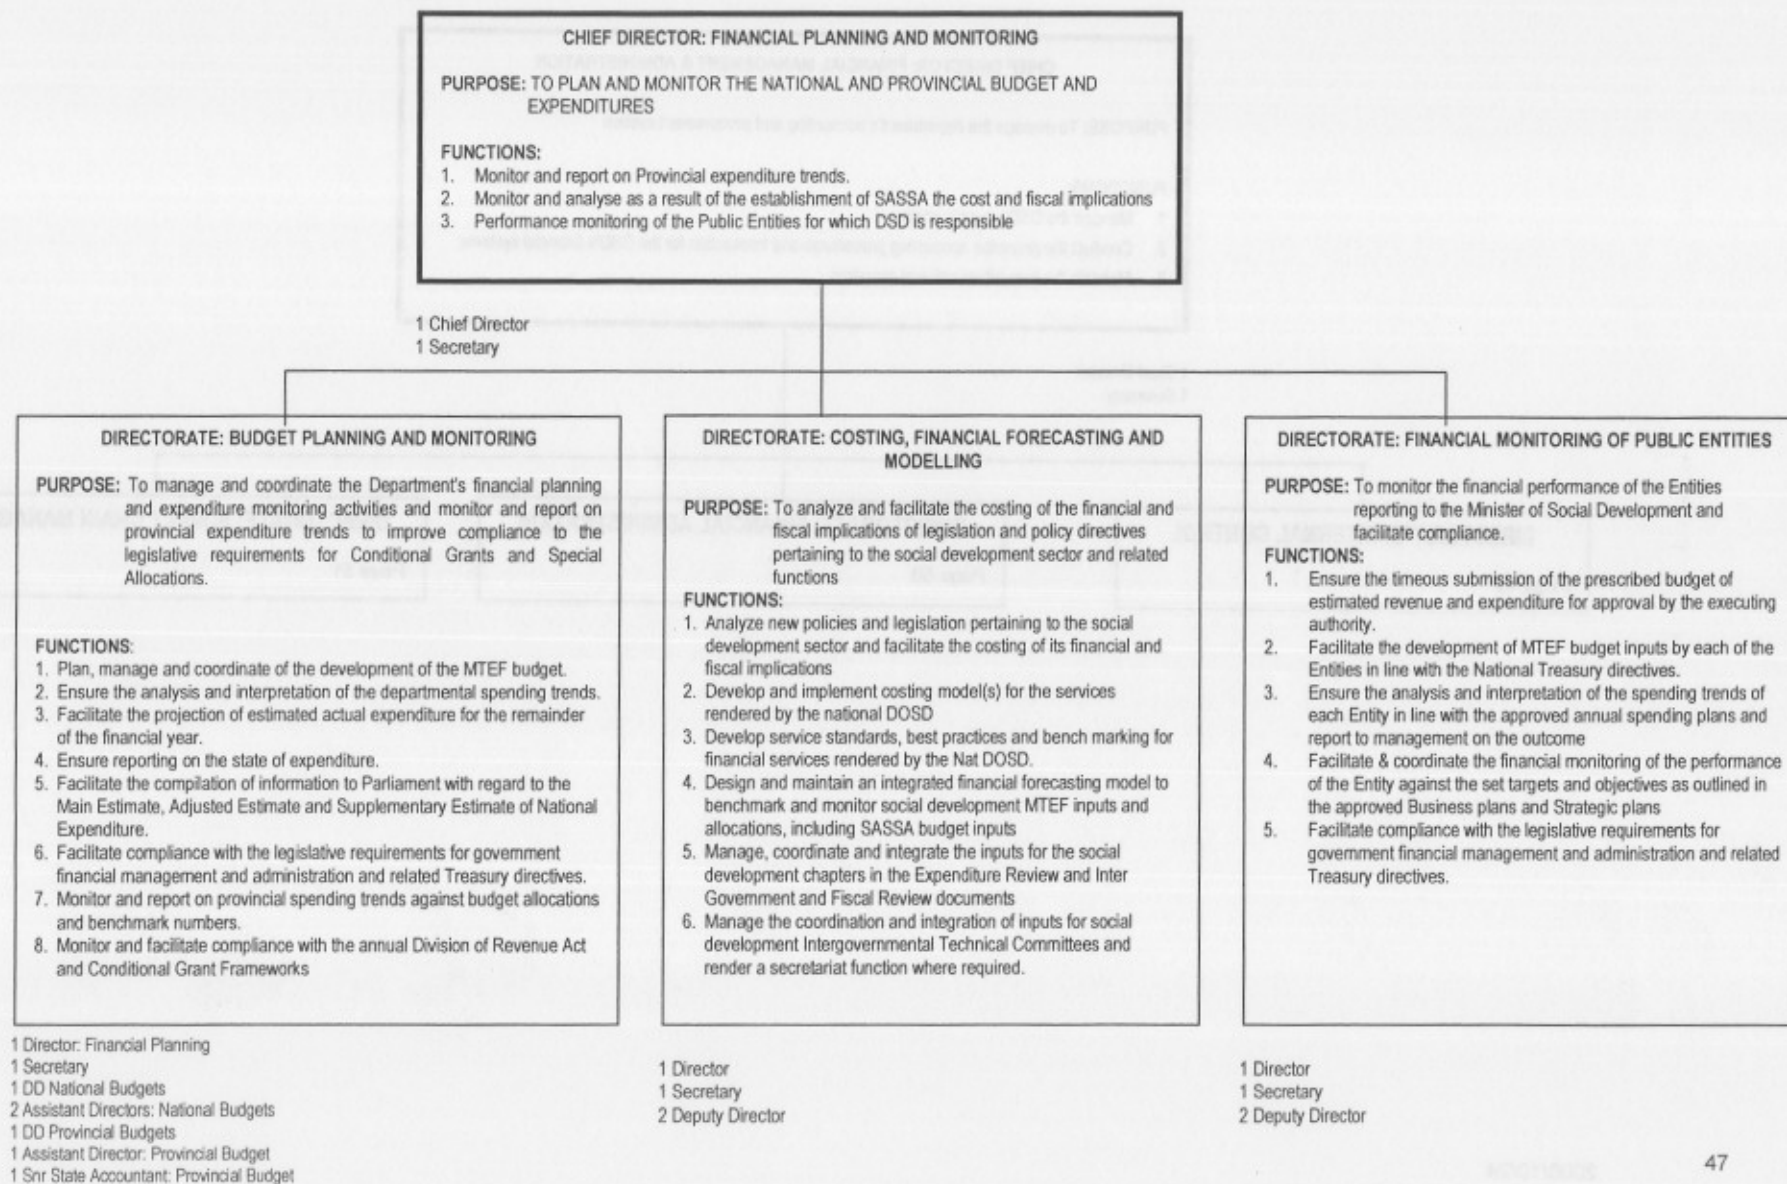 CHIEF DIRECTOR: FINANCIAL PLANNING AND MONITORING
PURPOSE: TO PLAN AND MONITOR THE NATIONAL AND PROVINCIAL BUDGET AND
EXPENDITURES
FUNCTIONS:
1. Monitor and report on Provincial expenditure trends.
2. Monitor and analyse as a result of the establishment of SASSA the cost and fiscal implications
3. Performance monitoring of the Public Entities for which DSD is responsible
1 Chief Director
1 Secretary
DIRECTORATE: BUDGET PLANNING AND MONITORING
PURPOSE: To manage and coordinate the Department's financial planning
and expenditure monitoring activities and monitor and report on
provincial expenditure trends to improve compliance to the
legislative requirements for Conditional Grants and Special
Allocations.
FUNCTIONS:
1. Plan, manage and coordinate of the development of the MTEF budget.
2. Ensure the analysis and interpretation of the departmental spending trends.
3. Facilitate the projection of estimated actual expenditure for the remainder
of the financial year.
4. Ensure reporting on the state of expenditure.
5. Facilitate the compilation of information to Parliament with regard to the
Main Estimate, Adjusted Estimate and Supplementary Estimate of National
Expenditure.
6. Facilitate compliance with the legislative requirements for government
financial management and administration and related Treasury directives.
7. Monitor and report on provincial spending trends against budget allocations
and benchmark numbers.
8. Monitor and facilitate compliance with the annual Division of Revenue Act
and Conditional Grant Frameworks
1 Director: Financial Planning
1 Secretary
1 DD National Budgets
2 Assistant Directors: National Budgets
1 DD Provincial Budgets
1 Assistant Director: Provincial Budget
1 Snr State Accountant: Provincial Budget
DIRECTORATE: COSTING, FINANCIAL FORECASTING AND
MODELLING
PURPOSE: To analyze and facilitate the costing of the financial and
fiscal implications of legislation and policy directives
pertaining to the social development sector and related
functions
FUNCTIONS:
1. Analyze new policies and legislation pertaining to the social
development sector and facilitate the costing of its financial and
fiscal implications
2. Develop and implement costing model(s) for the services
rendered by the national DOSD
3. Develop service standards, best practices and bench marking for
financial services rendered by the Nat DOSD.
4. Design and maintain an integrated financial forecasting model to
benchmark and monitor social development MTEF inputs and
allocations, including SASSA budget inputs
5. Manage, coordinate and integrate the inputs for the social
development chapters in the Expenditure Review and Inter
Government and Fiscal Review documents
6. Manage the coordination and integration of inputs for social
development Intergovernmental Technical Committees and
render a secretariat function where required.
1 Director
1 Secretary
2 Deputy Director
DIRECTORATE: FINANCIAL MONITORING OF PUBLIC ENTITIES
PURPOSE: To monitor the financial performance of the Entities
reporting to the Minister of Social Development and
facilitate compliance.
FUNCTIONS:
1. Ensure the timeous submission of the prescribed budget of
estimated revenue and expenditure for approval by the executing
authority.
2. Facilitate the development of MTEF budget inputs by each of the
Entities in line with the National Treasury directives.
3. Ensure the analysis and interpretation of the spending trends of
each Entity in line with the approved annual spending plans and
report to management on the outcome
4. Facilitate & coordinate the financial monitoring of the performance
of the Entity against the set targets and objectives as outlined in
the approved Business plans and Strategic plans
5. Facilitate compliance with the legislative requirements for
government financial management and administration and related
Treasury directives.
1 Director
1 Secretary
2 Deputy Director
47